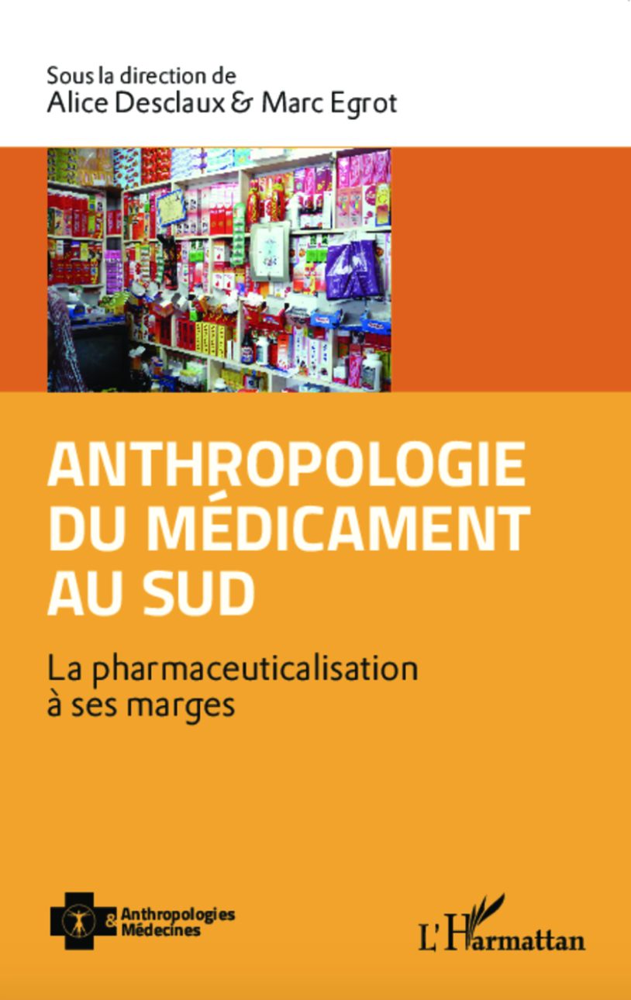 Sous la direction de
Alice Desclaux & Marc Egrot
ANTHROPOLOGIE
DU MÉDICAMENT
AU SUD
La pharmaceuticalisation
à ses marges
& Anthropologies
Médecines
L'Harmattan